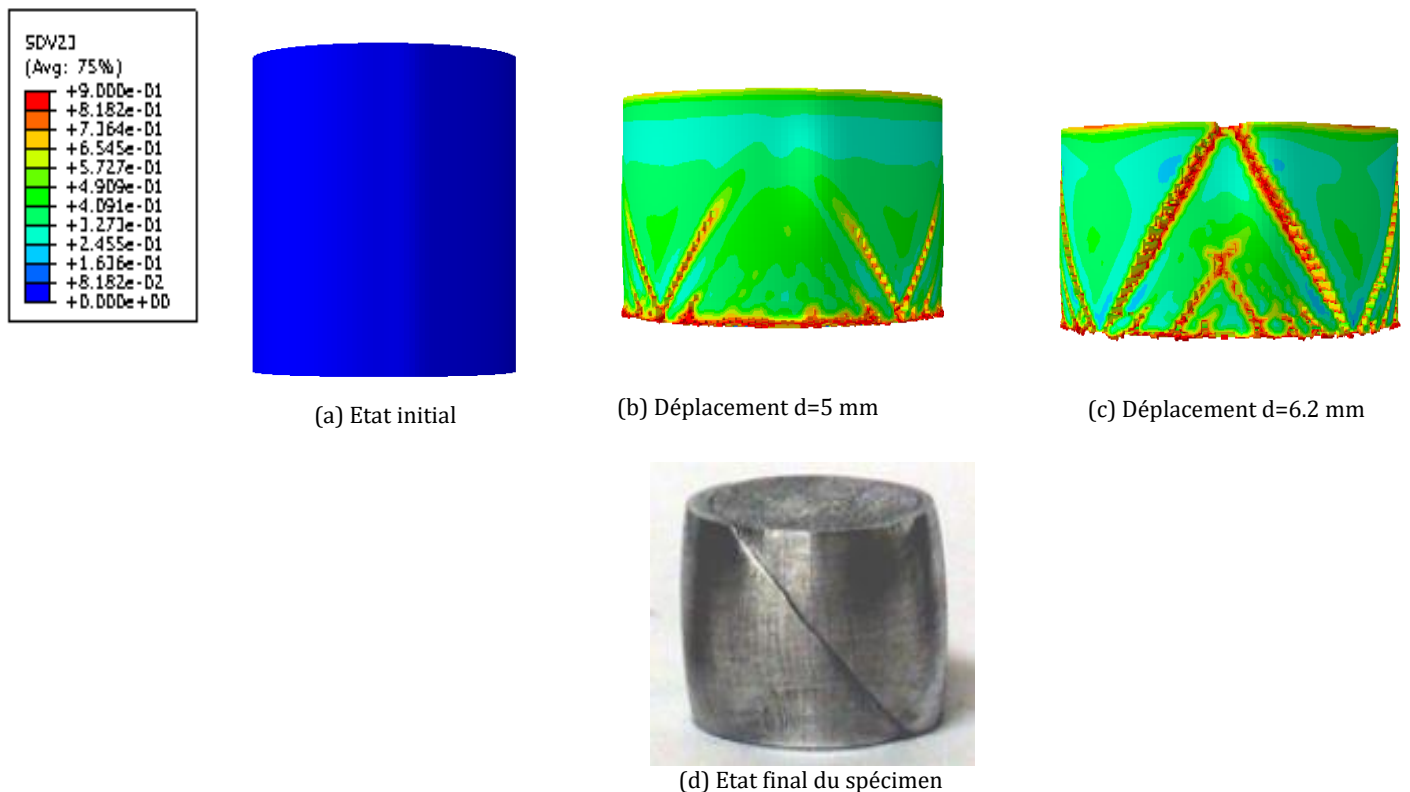 SDV23
(Avg: 75%)
+9.000e-01
+8.182e-01
+7.364e-01
+6.545e-01
+5.727e-01
+4.909e-01
+4.091e-01
+3.273e-01
+2.455e-01
+1.636e-01
+8.182e-02
+0.000e+00
(a) Etat initial
(b) Déplacement d=5 mm
(c) Déplacement d=6.2 mm
(d) Etat final du spécimen